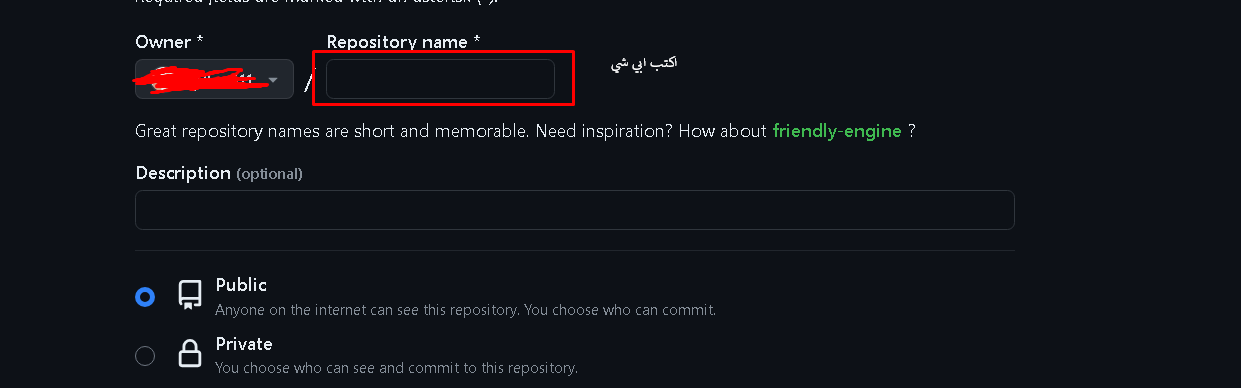 Required fields are marked with an asterisk (*).
Owner *
Repository name *
/
اكتب ابي شي
Great repository names are short and memorable. Need inspiration? How about friendly-engine ?
Description (optional)
Public
Anyone on the internet can see this repository. You choose who can commit.
Private
You choose who can see and commit to this repository.